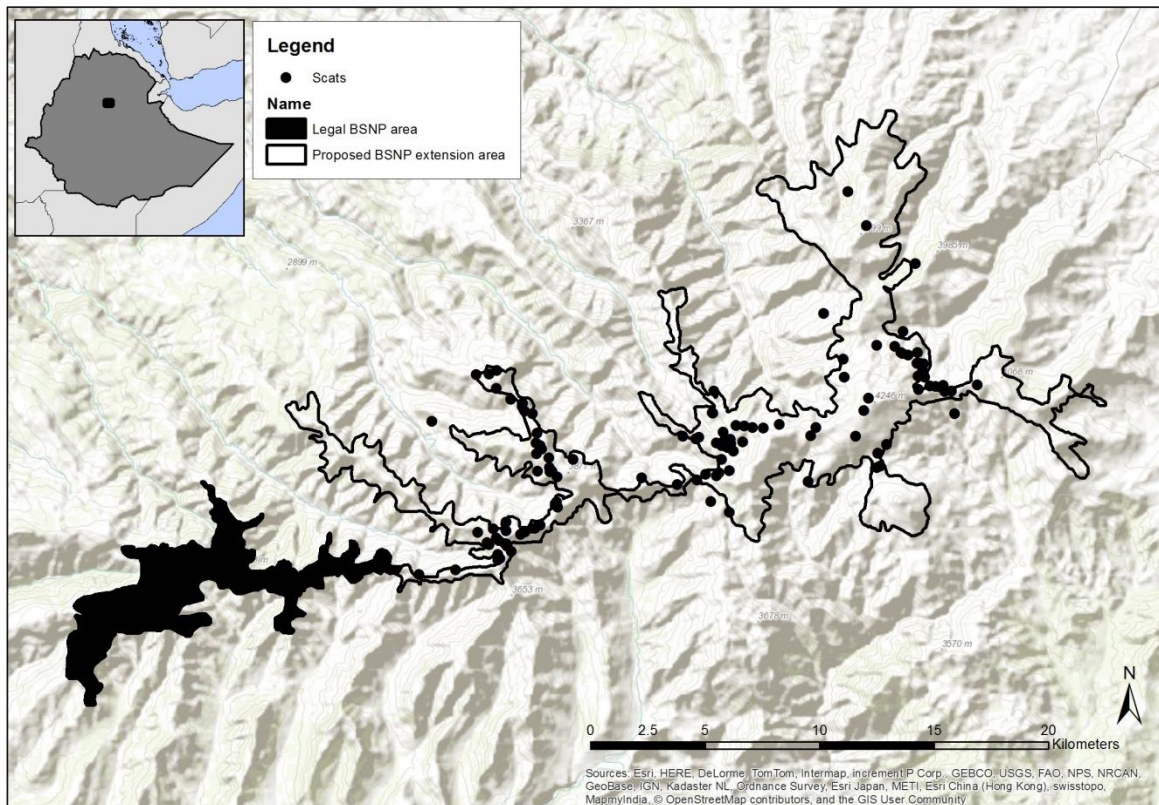 Legend
Scats
Name
Legal BSNP area
Proposed BSNP extension area
3367 m
2899 m
3985 m
4246 m
3653 m
3678 m
3570 m
N
0 2.5 5 10 15 20
Kilometers
Sources: Esri, HERE, DeLorme, TomTom, Intermap, increment P Corp., GEBCO, USGS, FAO, NPS, NRCAN,
GeoBase, IGN, Kadaster NL, Ordnance Survey, Esri Japan, METI, Esri China (Hong Kong), swisstopo,
MapmyIndia, © OpenStreetMap contributors, and the GIS User Community